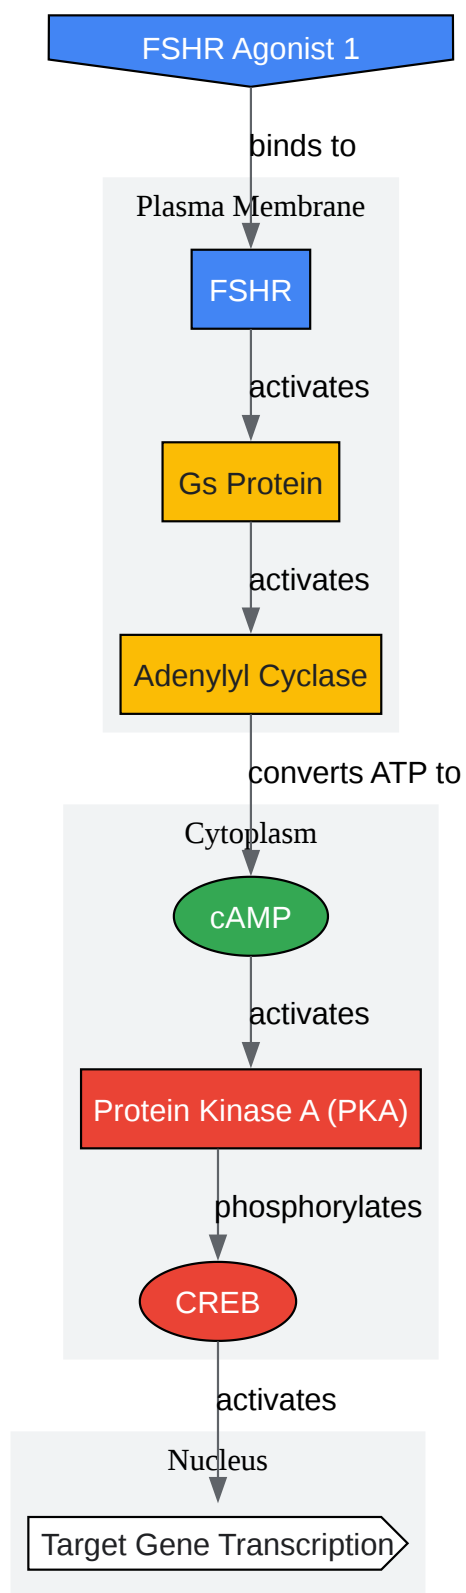 FSHR Agonist 1
binds to
Plasma Membrane
FSHR
activates
Gs Protein
activates
Adenylyl Cyclase
converts ATP to
Cytoplasm
cAMP
activates
Protein Kinase A (PKA)
phosphorylates
CREB
activates
Nucleus
Target Gene Transcription